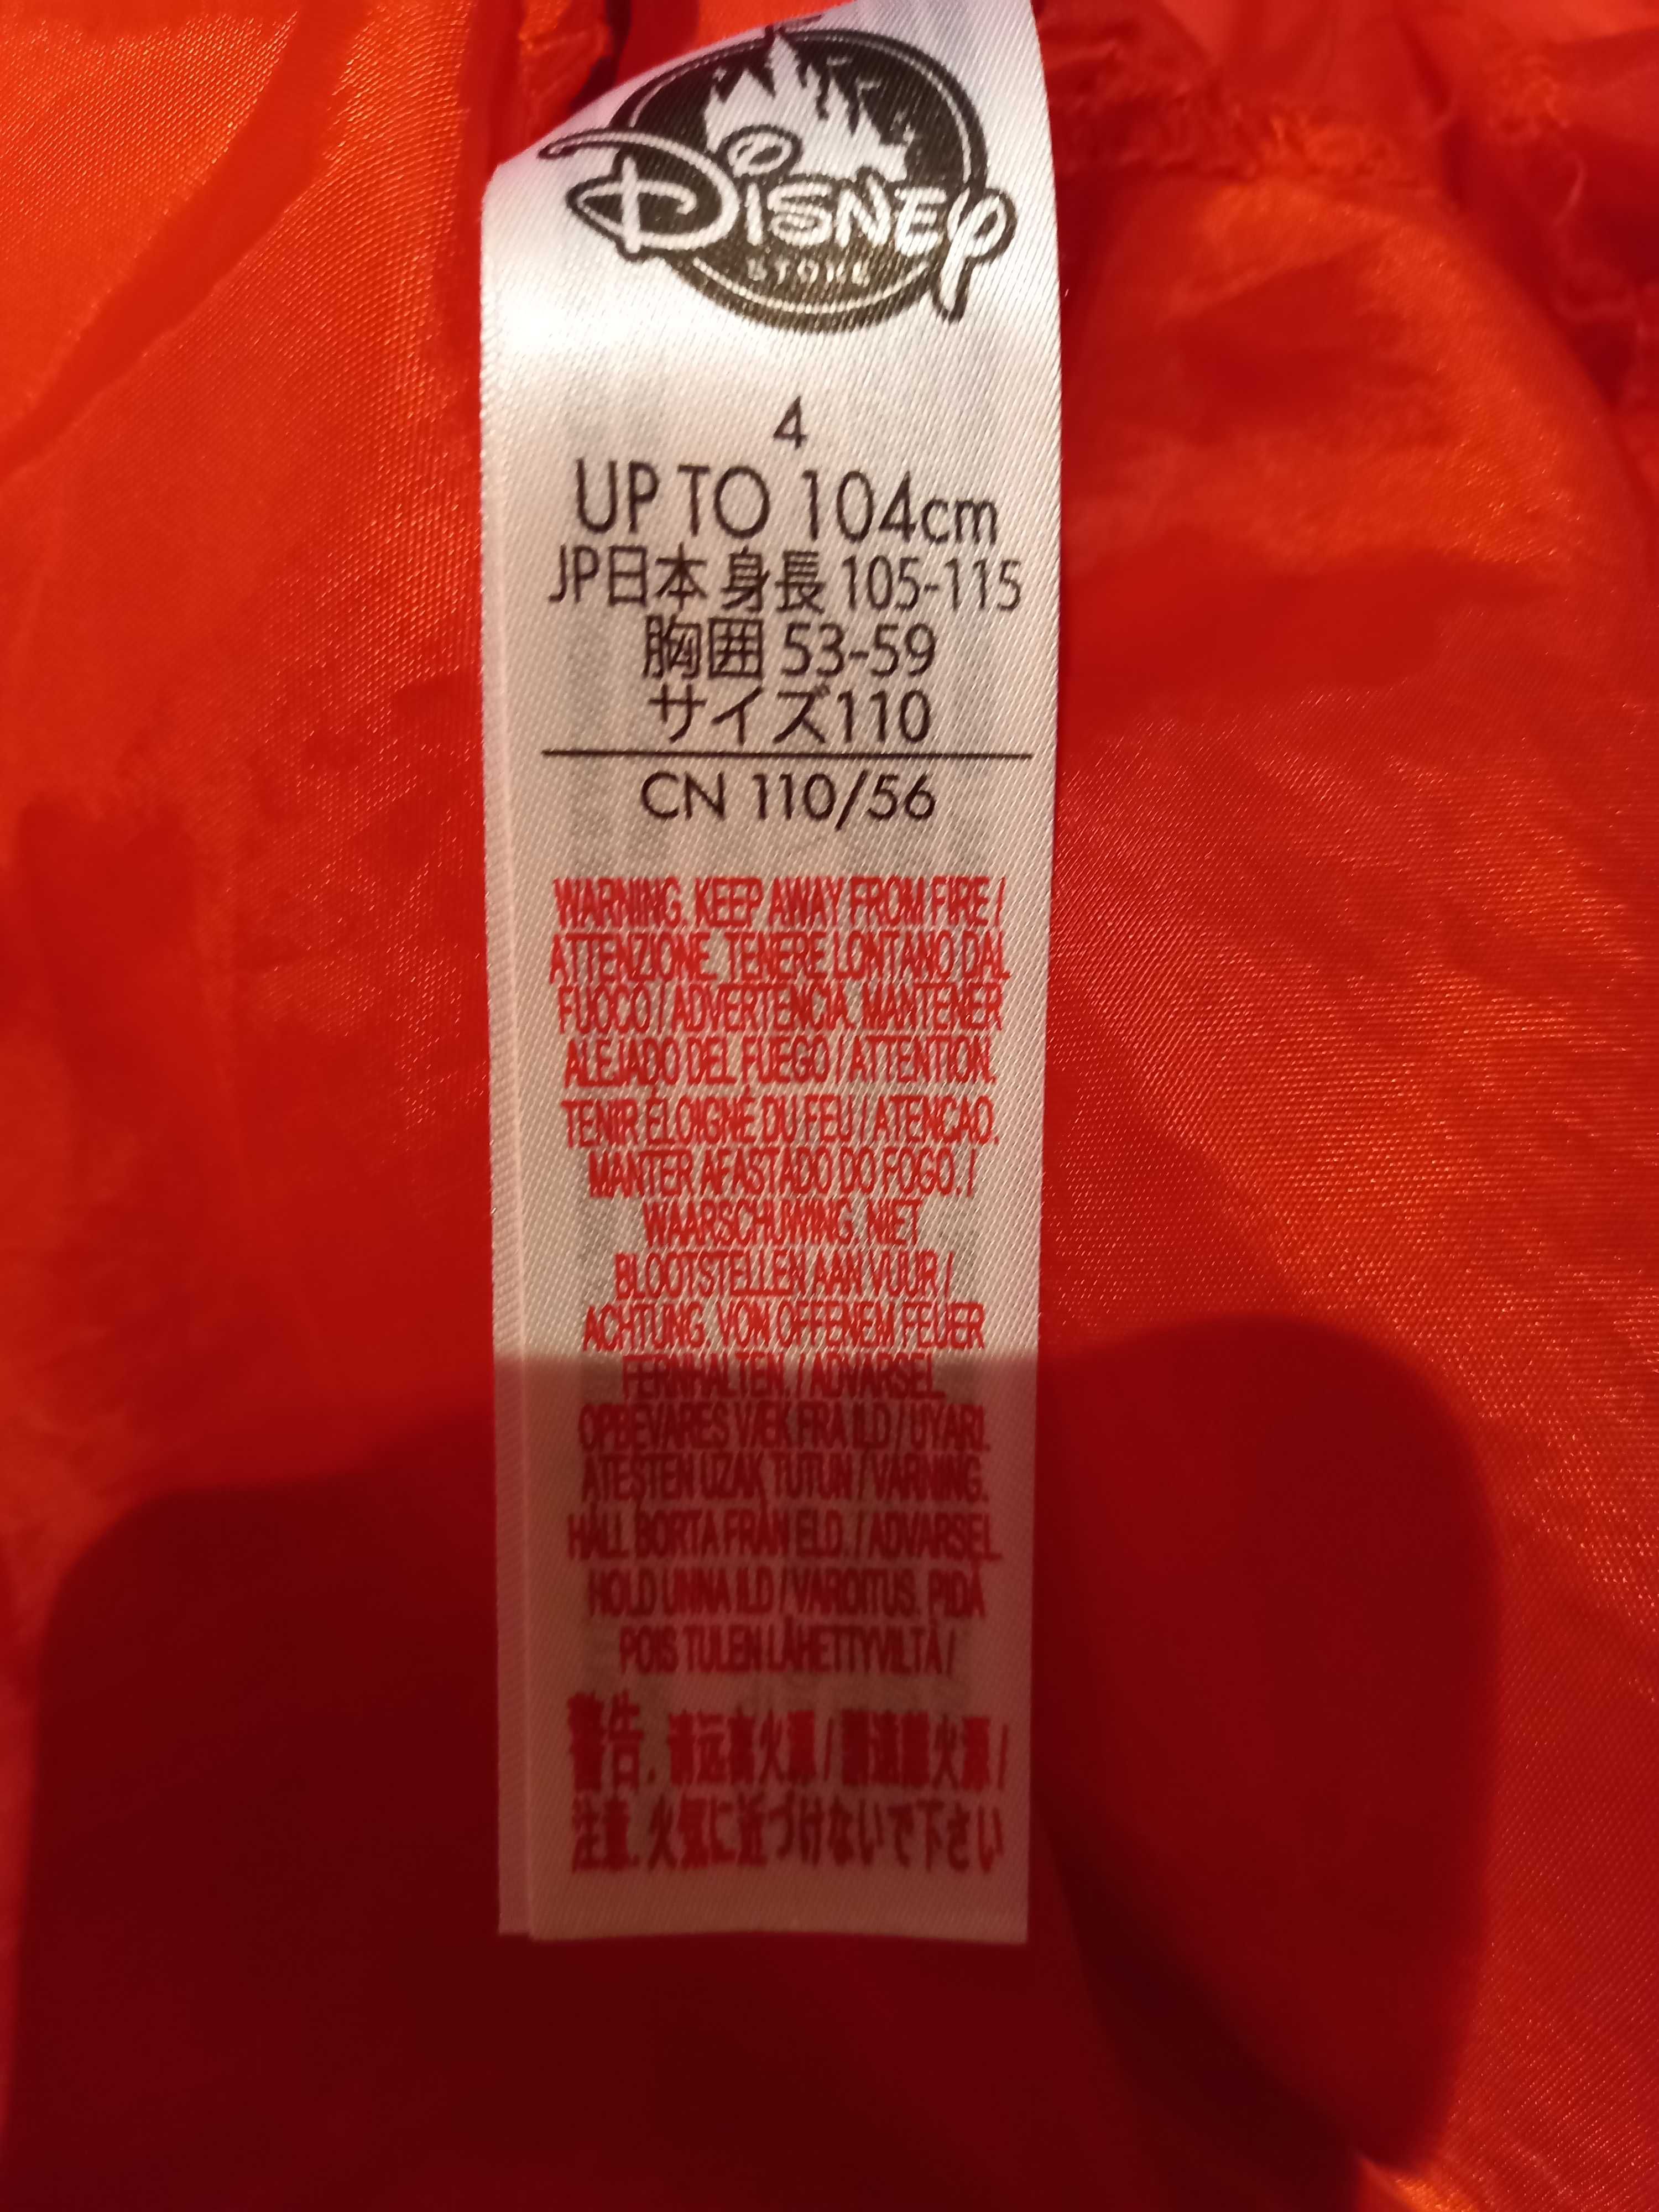 Disney
STORE
4
UP TO 104cm
JP日本 身長 105-115
胸囲 53-59
サイズ110
CN 110/56
WARNING. KEEP AWAY FROM FIRE /
ATTENZIONE. TENERE LONTANO DAL
FUOCO / ADVERTENCIA. MANTENER
ALEJADO DEL FUEGO / ATTENTION.
TENIR ÉLOIGNÉ DU FEU / ATENÇAO.
MANTER AFASTADO DO FOGO. /
WAARSCHUWING. NIET
BLOOTSTELLEN AAN VUUR /
ACHTUNG. VON OFFENEM FEUER
FERNHALTEN. / ADVARSEL.
OPBEVARES VÆK FRA ILD / UYARI.
ATEŞTEN UZAK TUTUN / VARNING.
HÅLL BORTA FRÅN ELD. / ADVARSEL.
HOLD UNNA ILD / VAROITUS. PIDÄ
POIS TULEN LÄHETTYVILTÄ /
警告. 请远离火源 / 請遠離火源 /
注意. 火気に近づけないで下さい